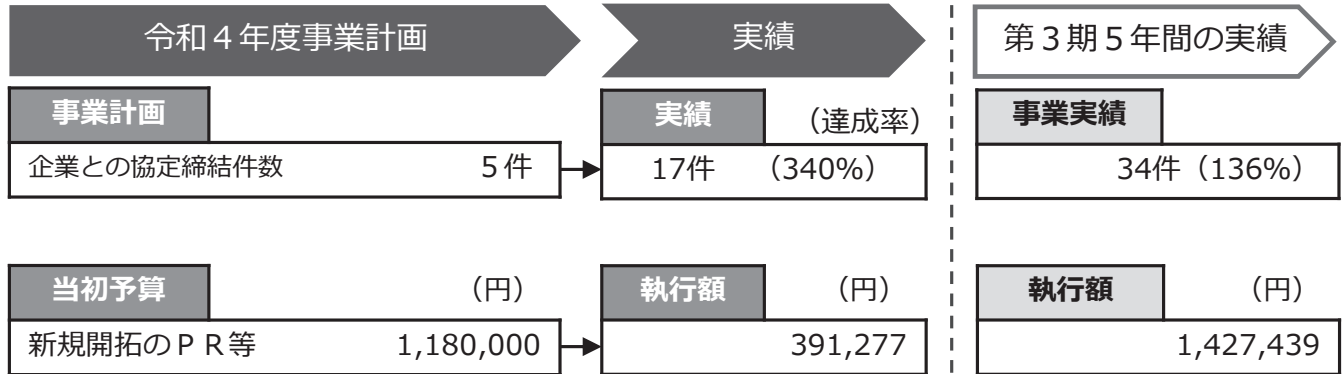 令和４年度事業計画
実績
第３期５年間の実績
事業計画
実績
（達成率）
事業実績
企業との協定締結件数 ５件
17件 （340%）
34件（136%）
当初予算 （円）
執行額 （円）
執行額 （円）
新規開拓のＰＲ等 1,180,000
391,277
1,427,439